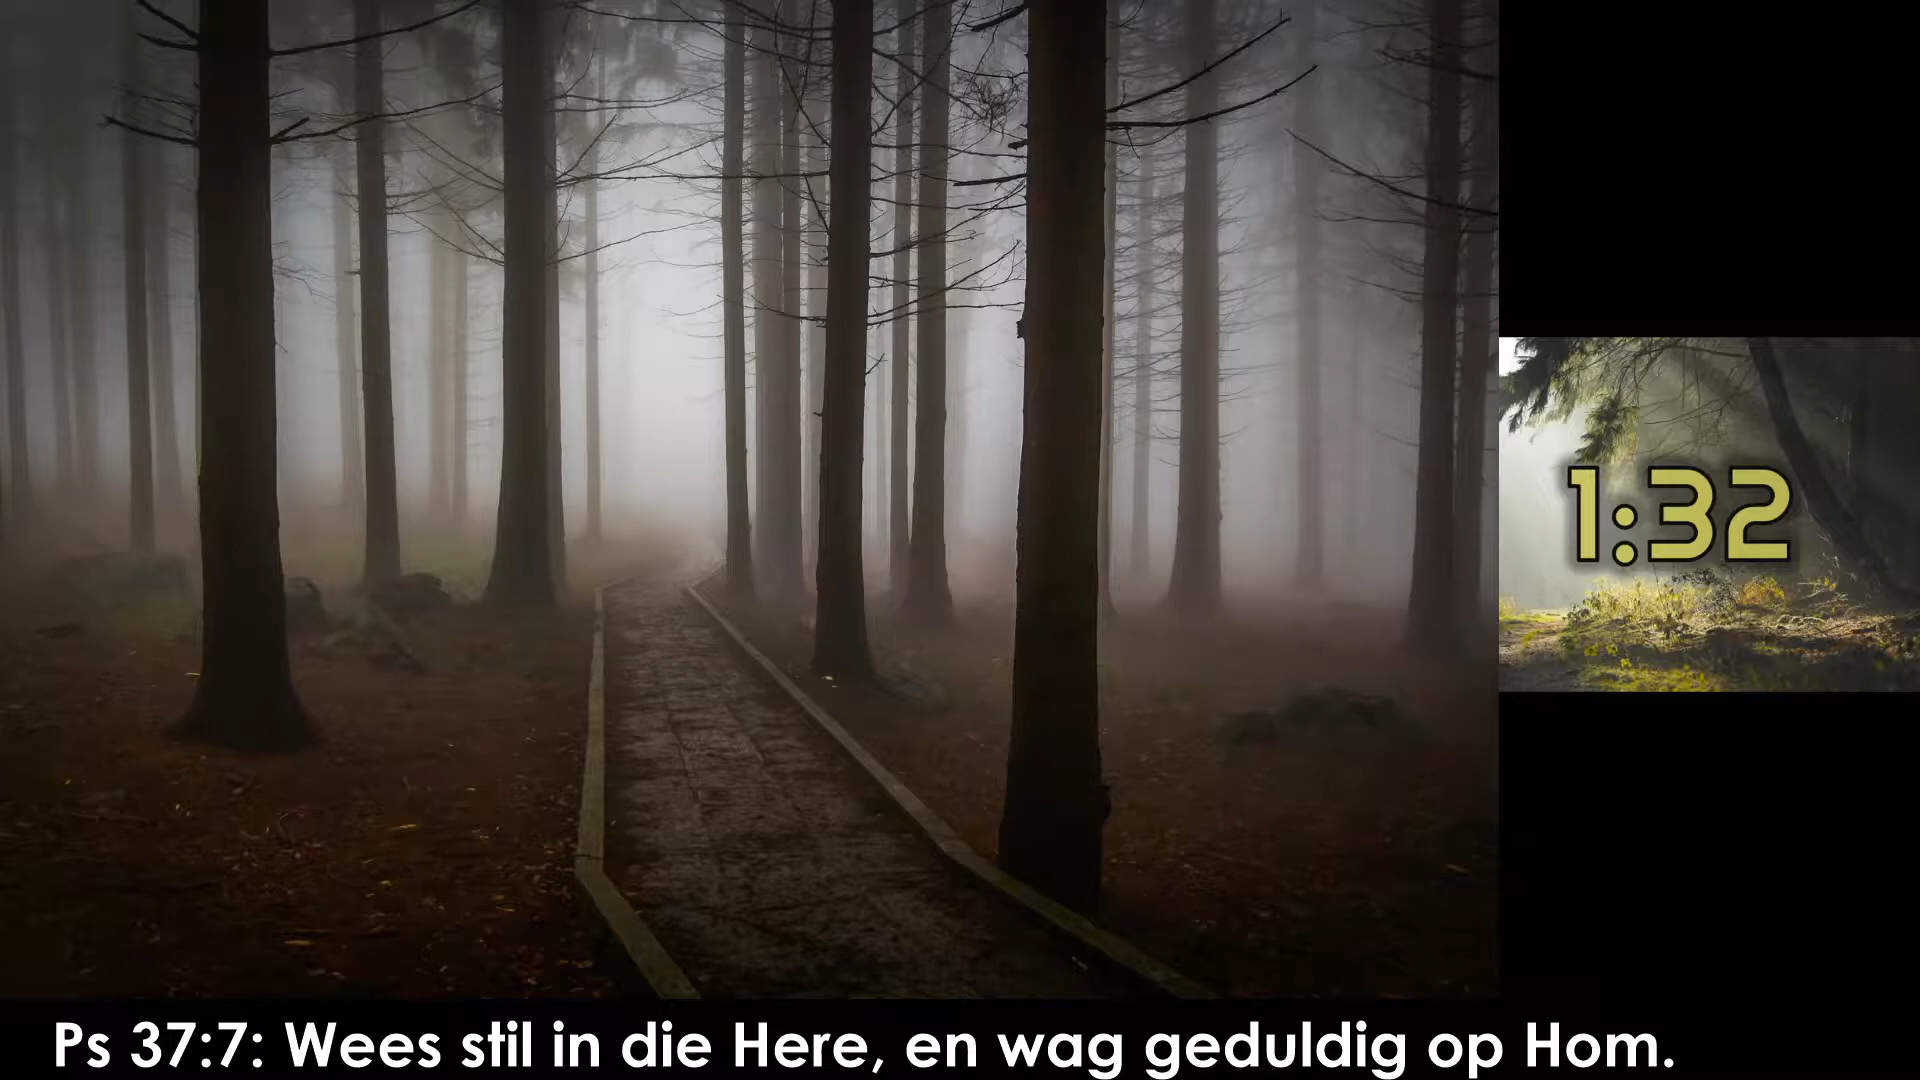 1:32
Ps 37:7: Wees stil in die Here, en wag geduldig op Hom.